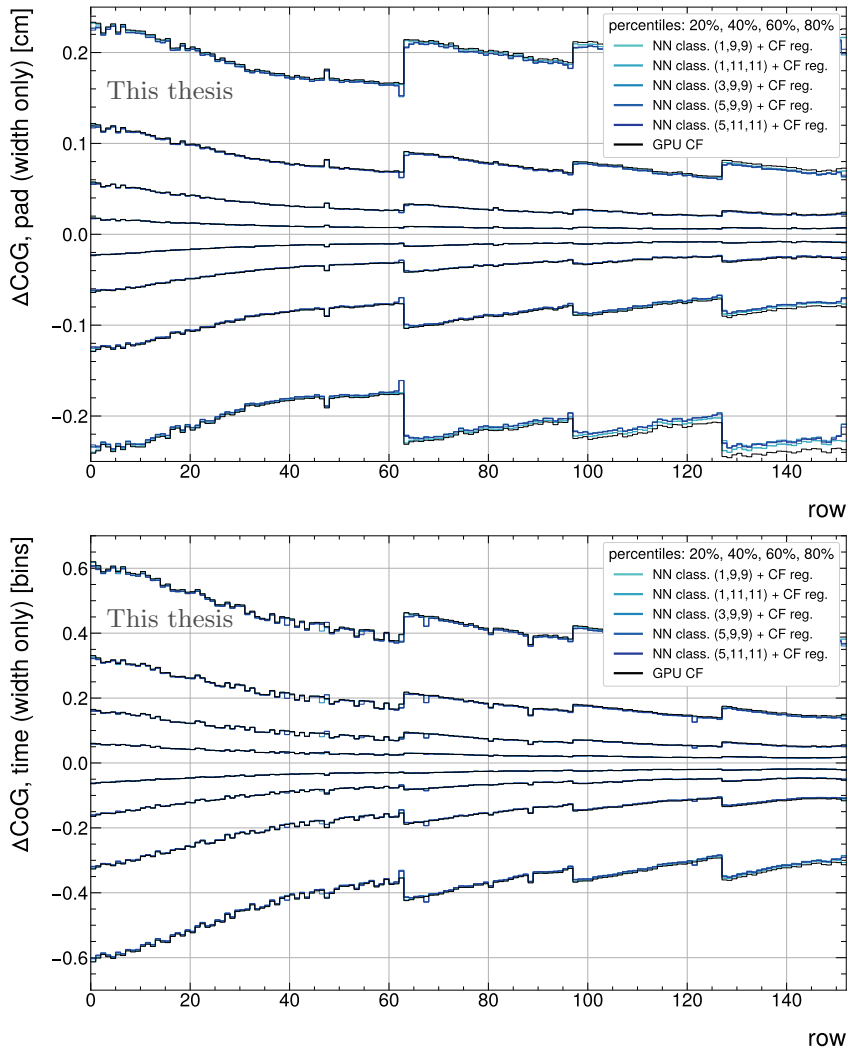 ΔCoG, pad (width only) [cm]
0.2
0.1
0.0
−0.1
−0.2
This thesis
percentiles: 20%, 40%, 60%, 80%
NN class. (1,9,9) + CF reg.
NN class. (1,11,11) + CF reg.
NN class. (3,9,9) + CF reg.
NN class. (5,9,9) + CF reg.
NN class. (5,11,11) + CF reg.
GPU CF
0 20 40 60 80 100 120 140
row
ΔCoG, time (width only) [bins]
0.6
0.4
0.2
0.0
−0.2
−0.4
−0.6
This thesis
percentiles: 20%, 40%, 60%, 80%
NN class. (1,9,9) + CF reg.
NN class. (1,11,11) + CF reg.
NN class. (3,9,9) + CF reg.
NN class. (5,9,9) + CF reg.
NN class. (5,11,11) + CF reg.
GPU CF
0 20 40 60 80 100 120 140
row